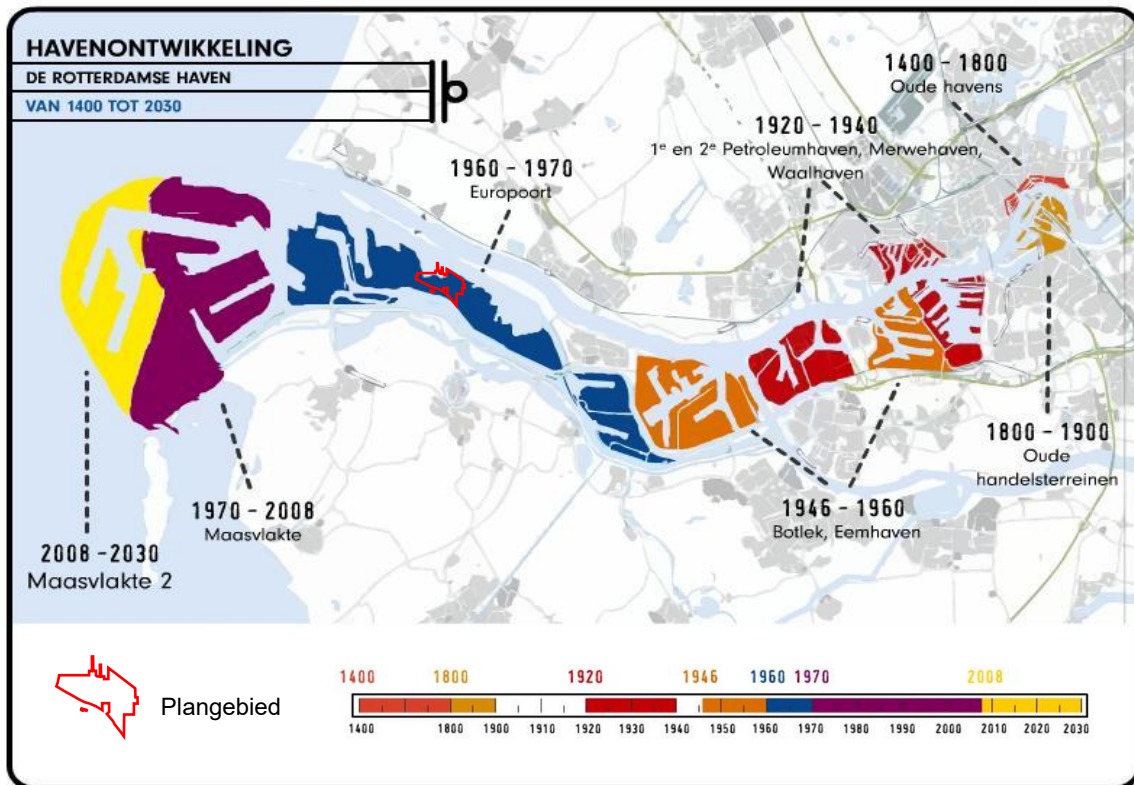 HAVENONTWIKKELING
DE ROTTERDAMSE HAVEN
VAN 1400 TOT 2030
1400 – 1800
Oude havens
1920 – 1940
1e en 2e Petroleumhaven, Merwehaven,
Waalhaven
1960 – 1970
Europoort
1800 – 1900
Oude
handelsterreinen
1946 – 1960
Botlek, Eemhaven
1970 – 2008
Maasvlakte
2008 –2030
Maasvlakte 2
Plangebied
1400 1800 1920 1946 1960 1970 2008
1400 1800 1900 1910 1920 1930 1940 1950 1960 1970 1980 1990 2000 2010 2020 2030